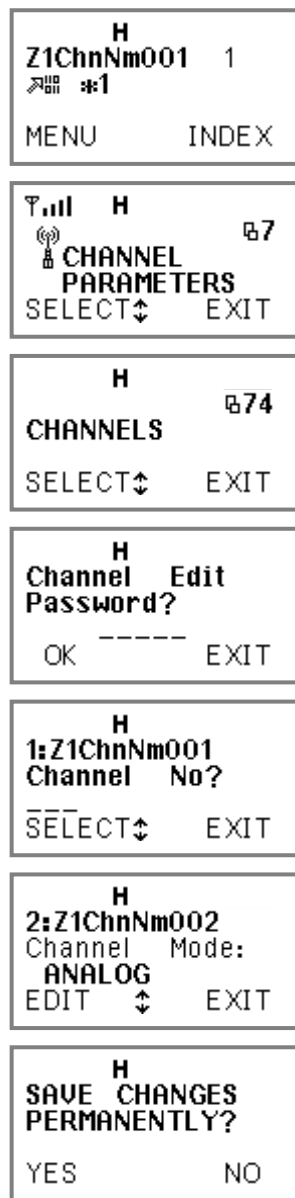 H
Z1ChnNm001 1
*1
MENU INDEX
H
7
CHANNEL
PARAMETERS
SELECT EXIT
H
74
CHANNELS
SELECT EXIT
H
Channel Edit
Password?
_____
OK EXIT
H
1:Z1ChnNm001
Channel No?
___
SELECT EXIT
H
2:Z1ChnNm002
Channel Mode:
ANALOG
EDIT EXIT
H
SAVE CHANGES
PERMANENTLY?
YES NO